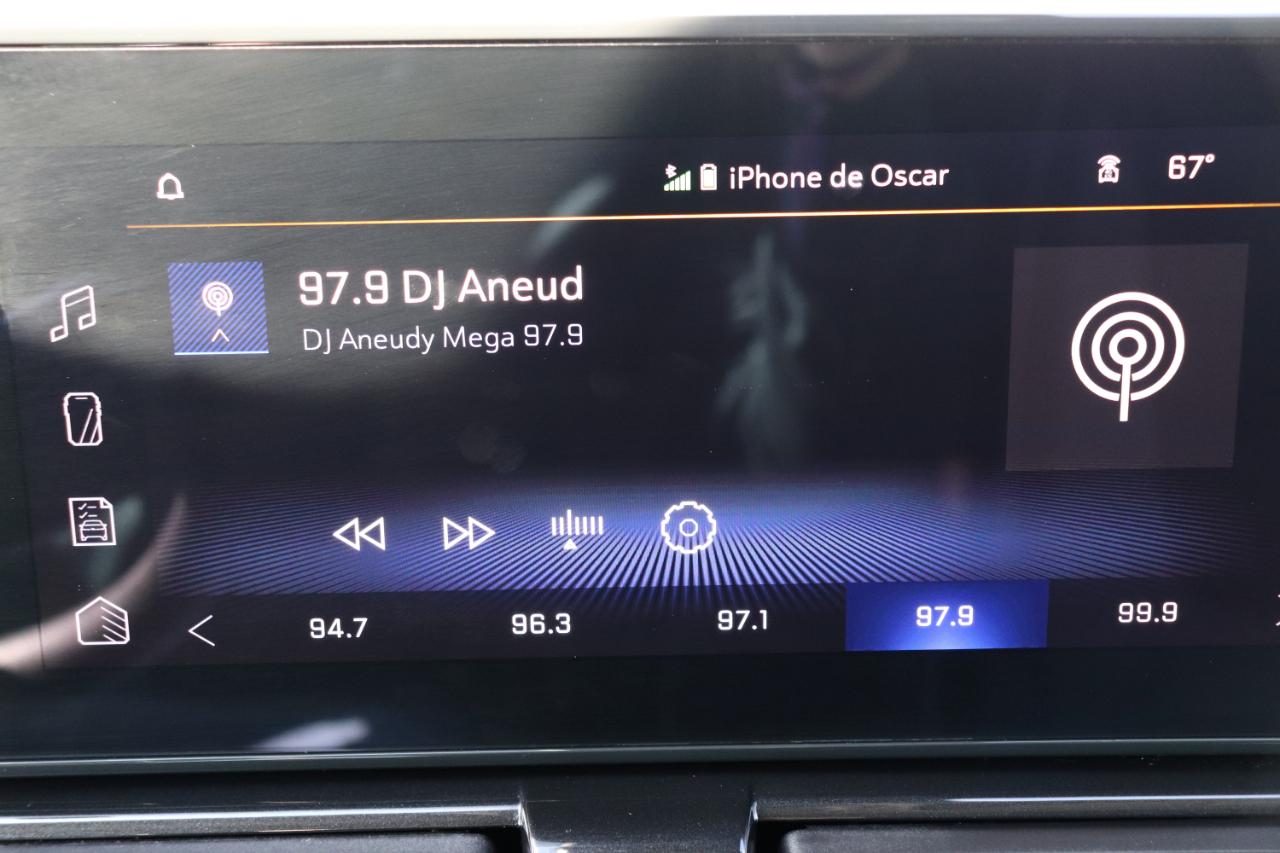 iPhone de Oscar
67°
97.9 DJ Aneud
DJ Aneudy Mega 97.9
94.7 96.3 97.1 97.9 99.9